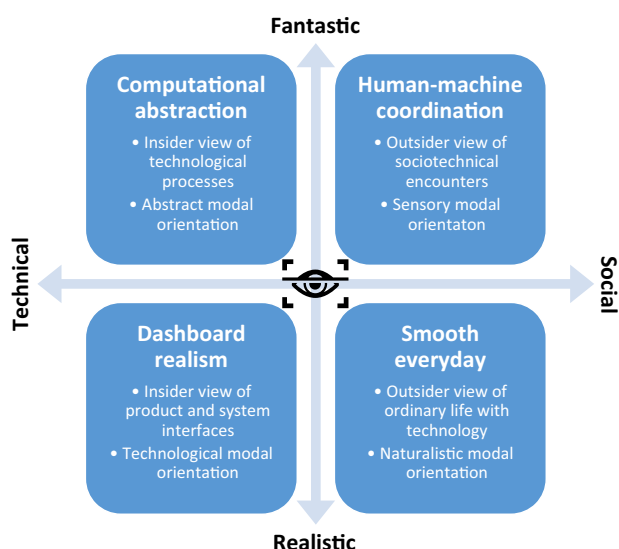 Fantastic
Computational
abstraction
• Insider view of
technological
processes
• Abstract modal
orientation
Human-machine
coordination
• Outsider view of
sociotechnical
encounters
• Sensory modal
orientaton
Technical
Social
Dashboard
realism
• Insider view of
product and system
interfaces
• Technological modal
orientation
Smooth
everyday
• Outsider view of
ordinary life with
technology
• Naturalistic modal
orientation
Realistic